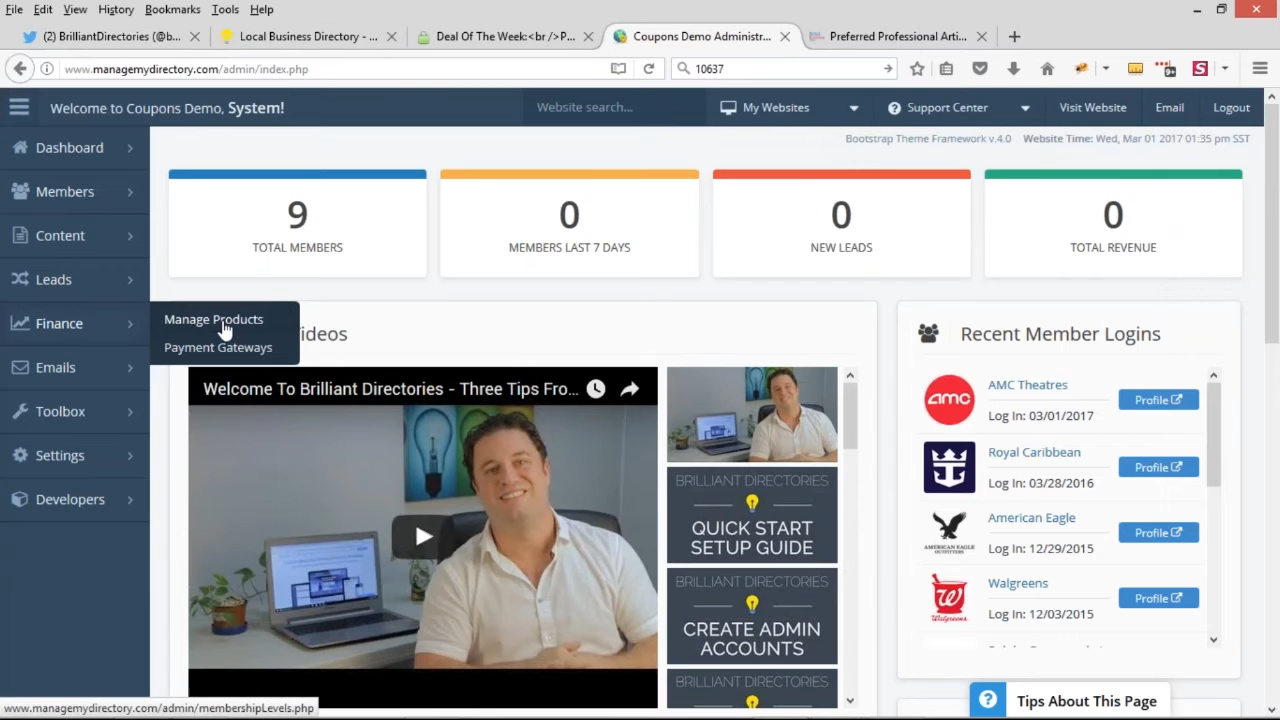 File Edit View History Bookmarks Tools Help
(2) BrilliantDirectories (@b...
Local Business Directory - ...
Deal Of The Week:<br />P...
Coupons Demo Administr...
Preferred Professional Arti...
www.managemydirectory.com/admin/index.php
10637
Welcome to Coupons Demo, System!
Website search...
My Websites
Support Center
Visit Website
Email
Logout
Bootstrap Theme Framework v.4.0 Website Time: Wed, Mar 01 2017 01:35 pm SST
Dashboard
Members
Content
Leads
Finance
Emails
Toolbox
Settings
Developers
Manage Products
Payment Gateways
9
TOTAL MEMBERS
0
MEMBERS LAST 7 DAYS
0
NEW LEADS
0
TOTAL REVENUE
ideos
Welcome To Brilliant Directories - Three Tips Fro...
BRILLIANT DIRECTORIES
QUICK START
SETUP GUIDE
BRILLIANT DIRECTORIES
CREATE ADMIN
ACCOUNTS
BRILLIANT DIRECTORIES
Recent Member Logins
amc
AMC Theatres
Log In: 03/01/2017
Profile
Royal Caribbean
Log In: 03/28/2016
Profile
AMERICAN EAGLE
American Eagle
Log In: 12/29/2015
Profile
Walgreens
Walgreens
Log In: 12/03/2015
Profile
www.managemydirectory.com/admin/membershipLevels.php
Tips About This Page